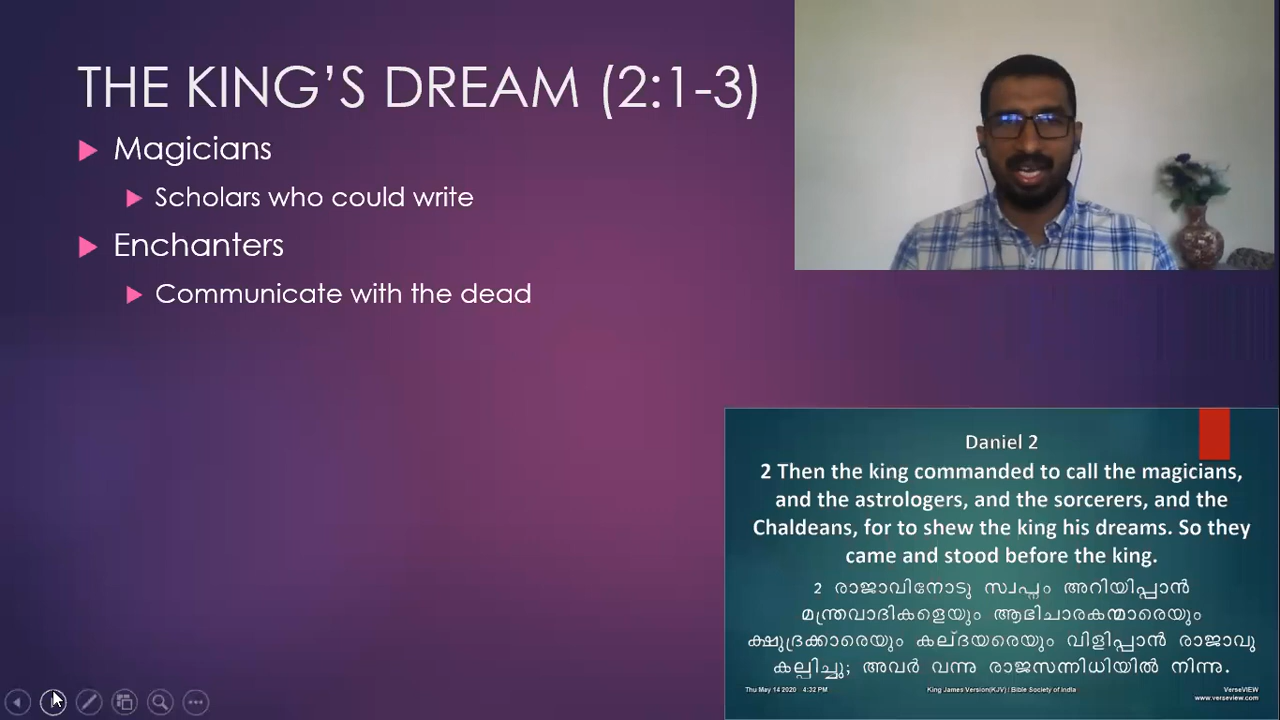 THE KING’S DREAM (2:1-3)
Magicians
Scholars who could write
Enchanters
Communicate with the dead
Daniel 2
2 Then the king commanded to call the magicians,
and the astrologers, and the sorcerers, and the
Chaldeans, for to shew the king his dreams. So they
came and stood before the king.
2 രാജാവിനോടു സ്വപ്നം അറിയിപ്പാൻ
മന്ത്രവാദികളെയും ആഭിചാരകന്മാരെയും
ക്ഷുദ്രക്കാരെയും കല്ദയരെയും വിളിപ്പാൻ രാജാവു
കല്പിച്ചു; അവർ വന്നു രാജസന്നിധിയിൽ നിന്നു.
Thu May 14 2020 4:32 PM
King James Version(KJV) | Bible Society of India
VerseVIEW
www.verseview.com